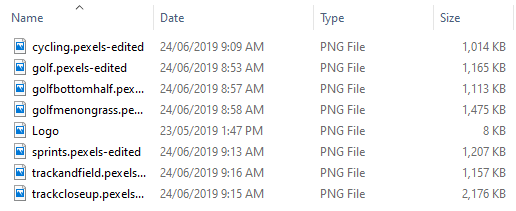 Name Date Type Size
cycling.pexels-edited 24/06/2019 9:09 AM PNG File 1,014 KB
golf.pexels-edited 24/06/2019 8:53 AM PNG File 1,165 KB
golfbottomhalf.pex... 24/06/2019 8:57 AM PNG File 1,113 KB
golfmenongrass.pe... 24/06/2019 8:58 AM PNG File 1,475 KB
Logo 23/05/2019 1:47 PM PNG File 8 KB
sprints.pexels-edited 24/06/2019 9:13 AM PNG File 1,207 KB
trackandfield.pexels... 24/06/2019 9:16 AM PNG File 1,157 KB
trackcloseup.pexels... 24/06/2019 9:15 AM PNG File 2,176 KB